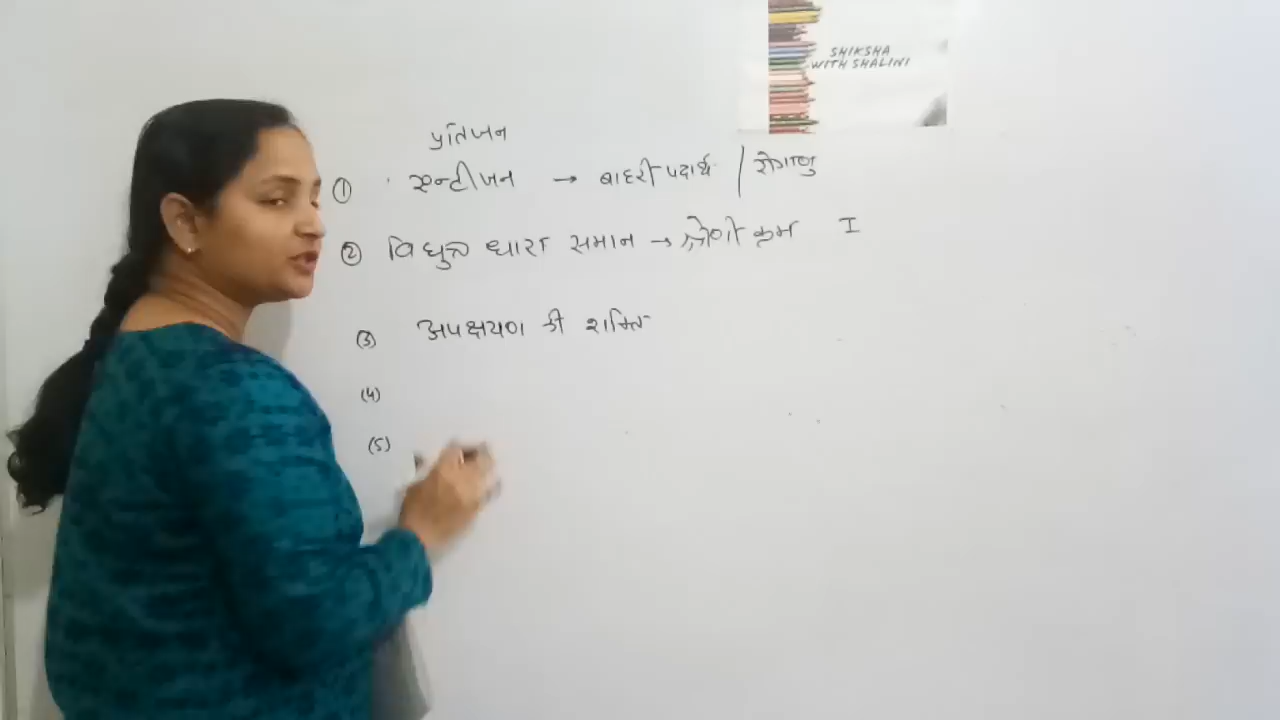 SHIKSHA
WITH SHALINI
प्रतिजन
① एन्टीजन → बाहरी पदार्थ / रोगाणु
② विधुत धारा समान → श्रेणी क्रम I
(3) अपक्षयण की शक्ति
(4)
(5)